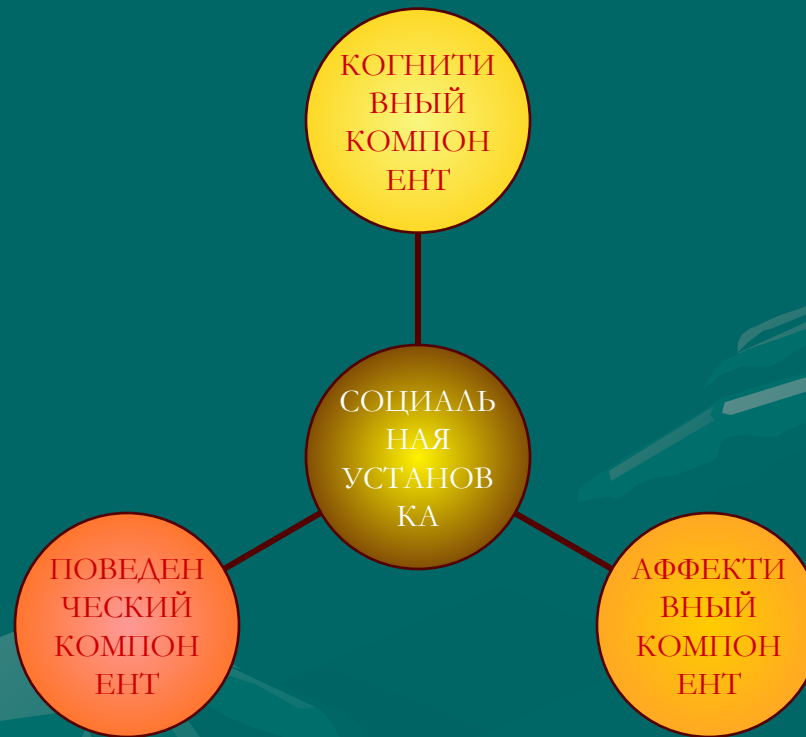 КОГНИТИ
ВНЫЙ
КОМПОН
ЕНТ
СОЦИАЛЬ
НАЯ
УСТАНОВ
КА
ПОВЕДЕН
ЧЕСКИЙ
КОМПОН
ЕНТ
АФФЕКТИ
ВНЫЙ
КОМПОН
ЕНТ